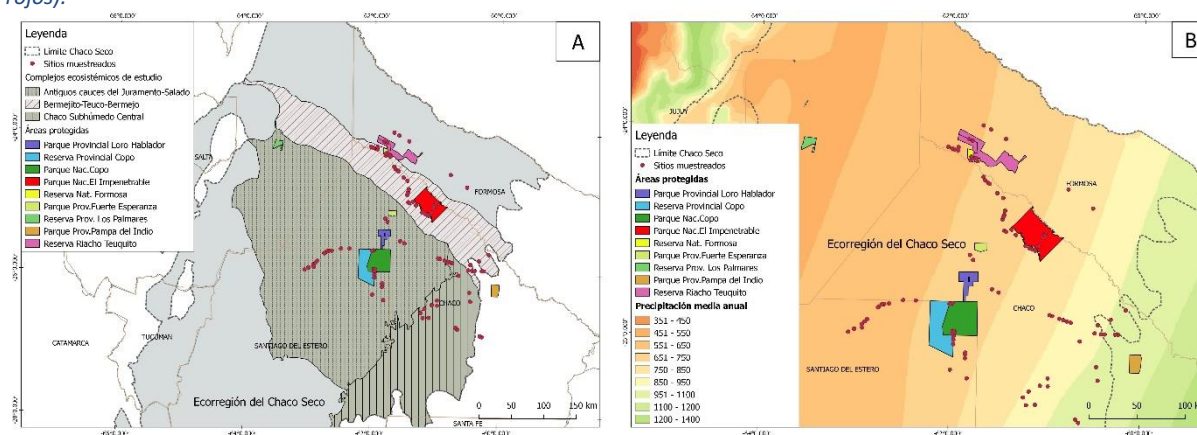 rojos).
A
Leyenda
Límite Chaco Seco
Sitios muestreados
Complejos ecosistémicos de estudio
Antiguos cauces del Juramento-Salado
Bermejito-Teuco-Bermejo
Chaco Subhúmedo Central
Áreas protegidas
Parque Provincial Loro Hablador
Reserva Provincial Copo
Parque Nac.Copo
Parque Nac.El Impenetrable
Reserva Nat. Formosa
Parque Prov.Fuerte Esperanza
Reserva Prov. Los Palmares
Parque Prov.Pampa del Indio
Reserva Riacho Teuquito
SALTA
FORMOSA
CHACO
TUCUMÁN
CATAMARCA
SANTIAGO DEL ESTERO
Ecorregión del Chaco Seco
SANTA FE
0 50 100 150 km
B
JUJUY
Leyenda
Límite Chaco Seco
Sitios muestreados
Áreas protegidas
Parque Provincial Loro Hablador
Reserva Provincial Copo
Parque Nac.Copo
Parque Nac.El Impenetrable
Reserva Nat. Formosa
Parque Prov.Fuerte Esperanza
Reserva Prov. Los Palmares
Parque Prov.Pampa del Indio
Reserva Riacho Teuquito
Precipitación media anual
351 - 450
451 - 550
551 - 650
651 - 750
750 - 850
850 - 950
951 - 1100
1100 - 1200
1200 - 1400
FORMOSA
Ecorregión del Chaco Seco
CHACO
SANTIAGO DEL ESTERO
0 50 100 k